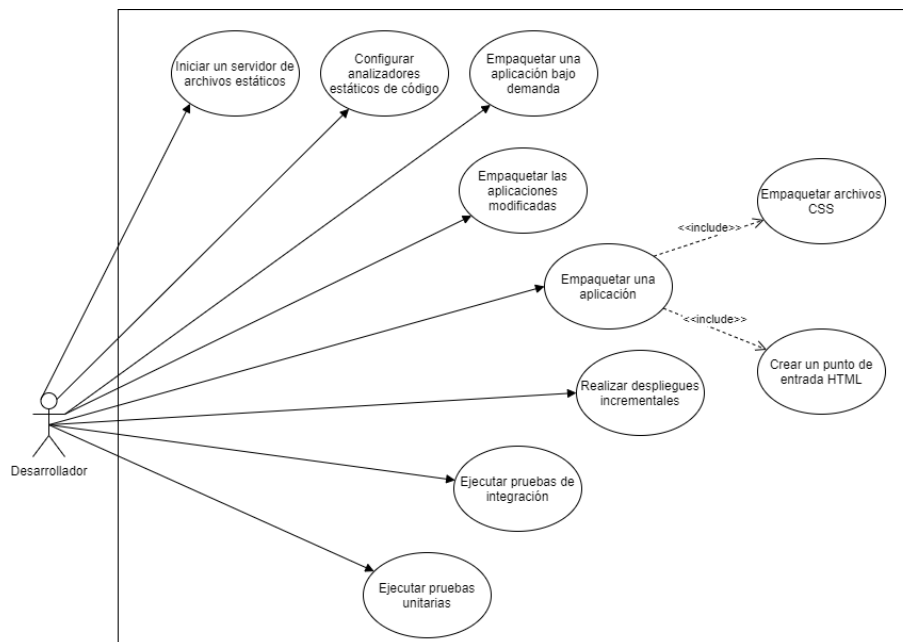 Iniciar un servidor de
archivos estáticos
Configurar
analizadores
estáticos de código
Empaquetar una
aplicación bajo
demanda
Empaquetar las
aplicaciones
modificadas
Empaquetar archivos
CSS
<<include>>
Empaquetar una
aplicación
<<include>>
Crear un punto de
entrada HTML
Realizar despliegues
incrementales
Desarrollador
Ejecutar pruebas de
integración
Ejecutar pruebas
unitarias